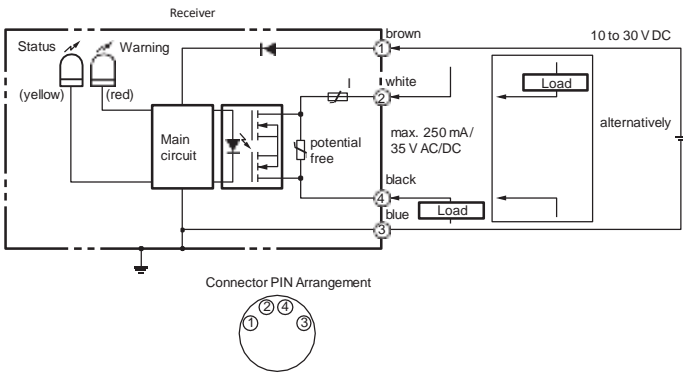 Receiver
Status
Warning
(yellow)
(red)
Main
circuit
potential
free
I
brown
1
10 to 30 V DC
white
2
Load
max. 250 mA/
35 V AC/DC
alternatively
black
4
Load
blue
3
Connector PIN Arrangement
2 4
1 3